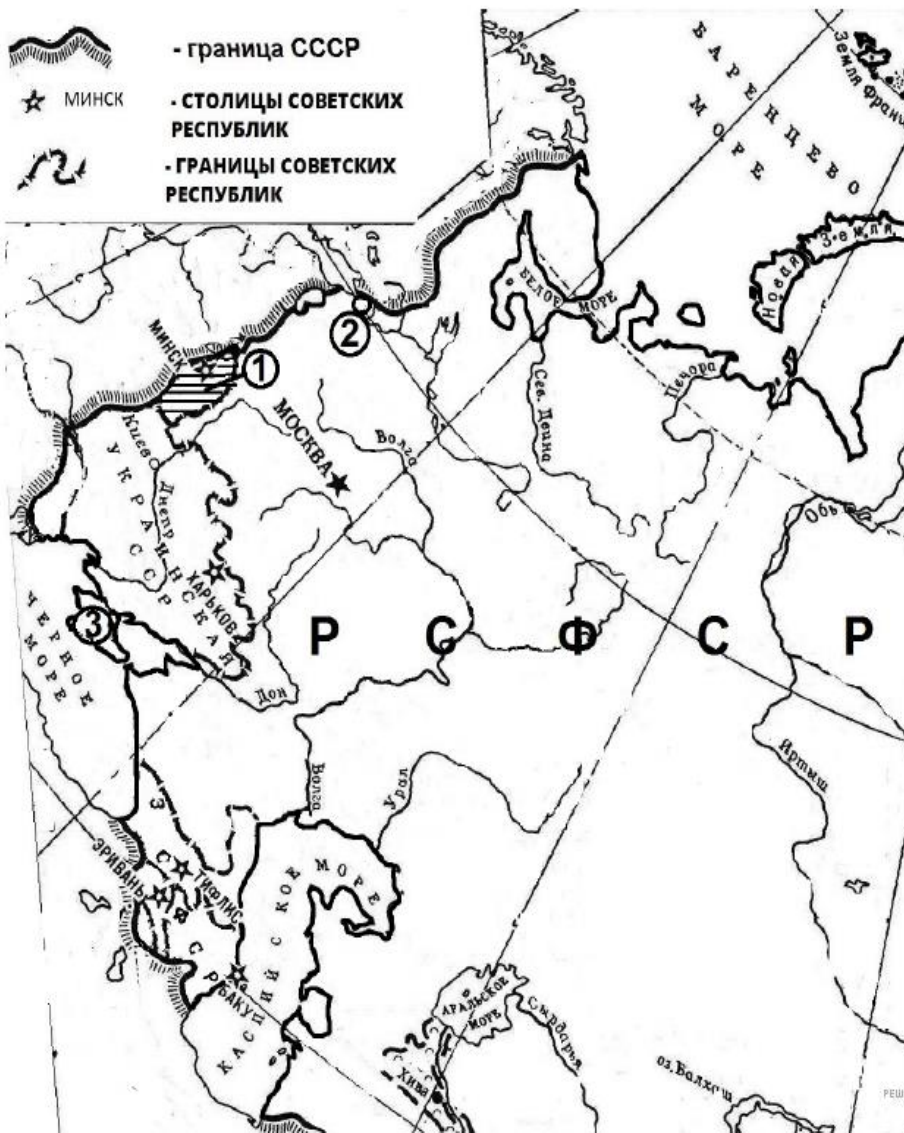 - граница СССР
МИНСК
- СТОЛИЦЫ СОВЕТСКИХ
РЕСПУБЛИК
- ГРАНИЦЫ СОВЕТСКИХ
РЕСПУБЛИК
БАРЕНЦЕВО
МОРЕ
Земля Франц
Новая
Земля
БЕЛОЕ МОРЕ
2
МИНСК
1
Печора
Сев. Двина
МОСКВА
Волга
Киев
УКРАИНСКАЯ
ССР
Днепр
Обь
ХАРЬКОВ
3
ЧЕРНОЕ
МОРЕ
Р С Ф С Р
Дон
Иртыш
Волга
Урал
ЭРИВАНЬ
ТИФЛИС
З С Ф С Р
БАКУ
КАСПИЙСКОЕ МОРЕ
АРАЛЬСКОЕ
МОРЕ
Сырдарья
Хива
оз. Балхаш
РЕШ